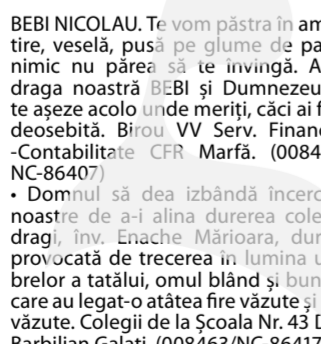 BEBI NICOLAU. Te vom păstra în am
tire, veselă, pusă pe glume de pa
nimic nu părea să te învingă. A
draga noastră BEBI și Dumnezeu
te așeze acolo unde meriți, căci ai f
deosebită. Birou VV Serv. Financ
-Contabilitate CFR Marfă. (0084
NC-86407)
• Domnul să dea izbândă încerc
noastre de a-i alina durerea cole
dragi, înv. Enache Mărioara, dur
provocată de trecerea în lumina u
brelor a tatălui, omul blând și bun
care au legat-o atâtea fire văzute și
văzute. Colegii de la Școala Nr. 43 D
Barbilian Galați. (008463/NC-86417